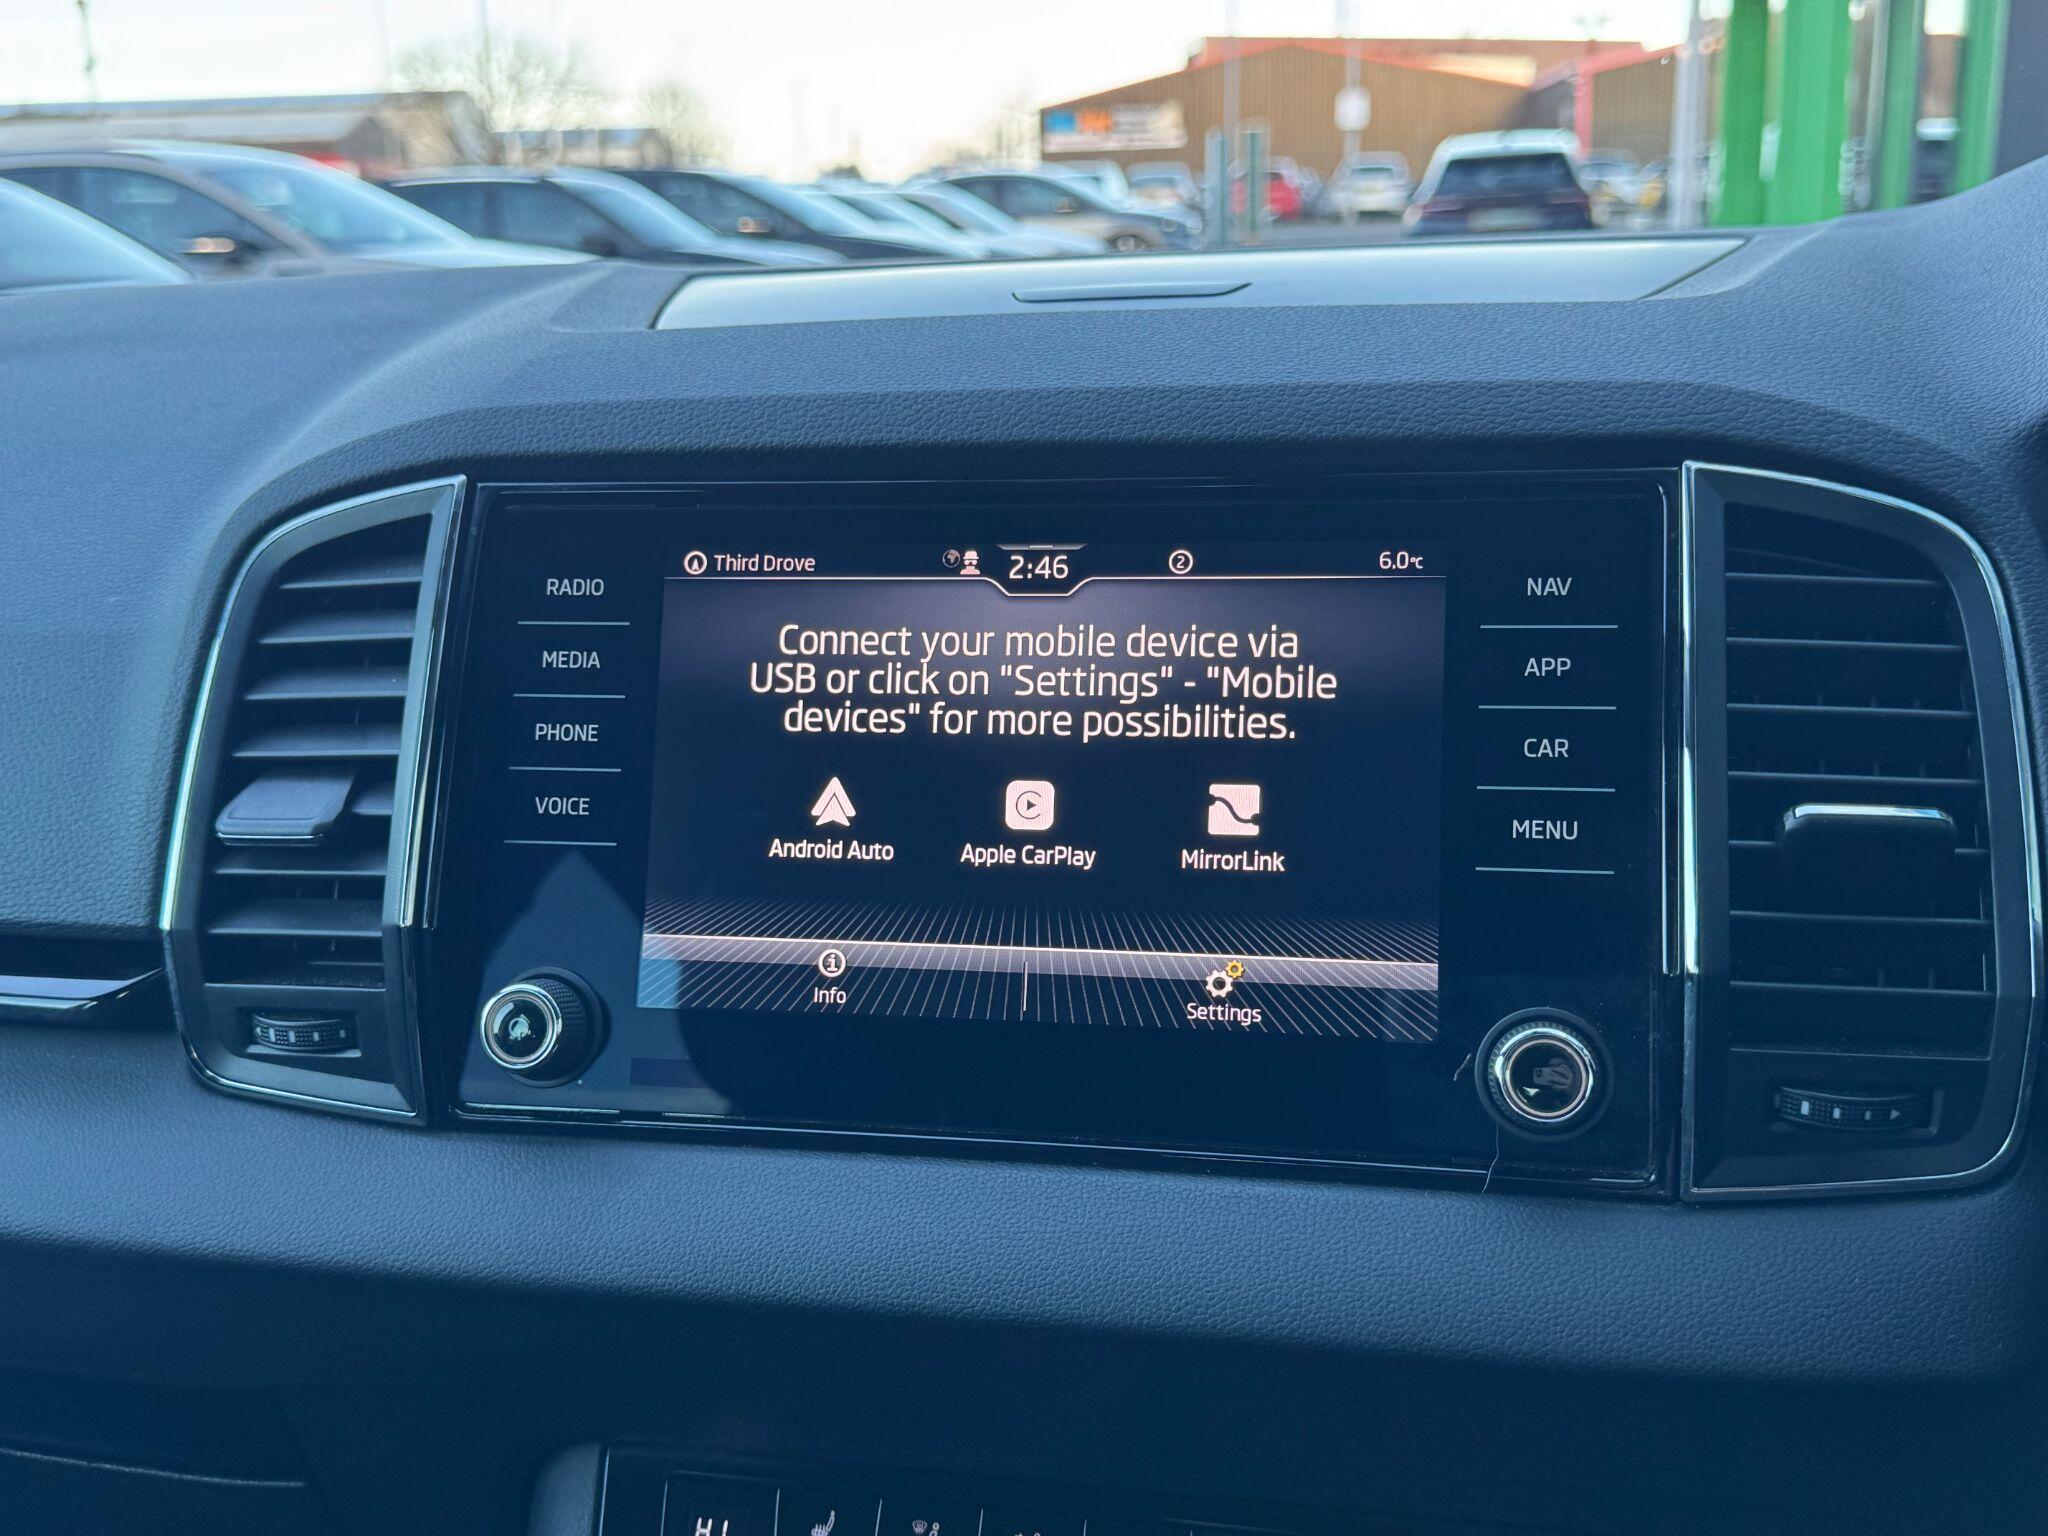 Third Drove
2:46
2
6.0°C
RADIO
MEDIA
PHONE
VOICE
Connect your mobile device via
USB or click on "Settings" - "Mobile
devices" for more possibilities.
Android Auto
Apple CarPlay
MirrorLink
Info
Settings
NAV
APP
CAR
MENU